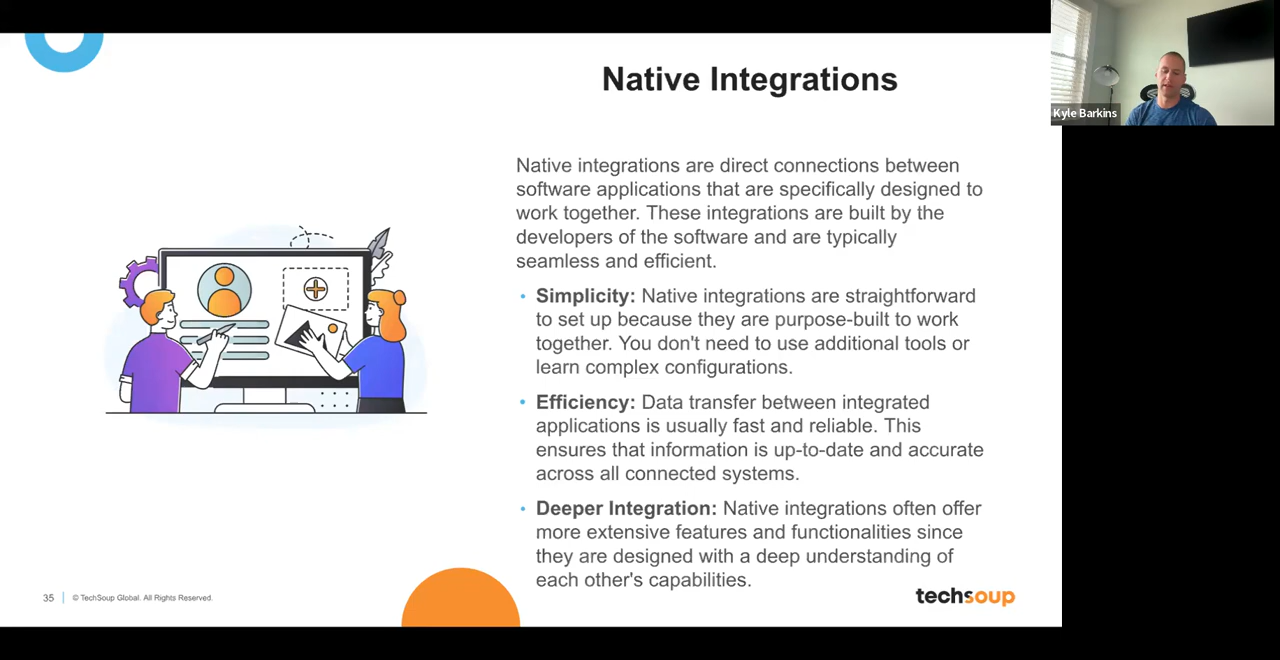 Native Integrations
Kyle Barkins
Native integrations are direct connections between
software applications that are specifically designed to
work together. These integrations are built by the
developers of the software and are typically
seamless and efficient.
• Simplicity: Native integrations are straightforward
to set up because they are purpose-built to work
together. You don't need to use additional tools or
learn complex configurations.
• Efficiency: Data transfer between integrated
applications is usually fast and reliable. This
ensures that information is up-to-date and accurate
across all connected systems.
• Deeper Integration: Native integrations often offer
more extensive features and functionalities since
they are designed with a deep understanding of
each other's capabilities.
35 | © TechSoup Global. All Rights Reserved.
techsoup